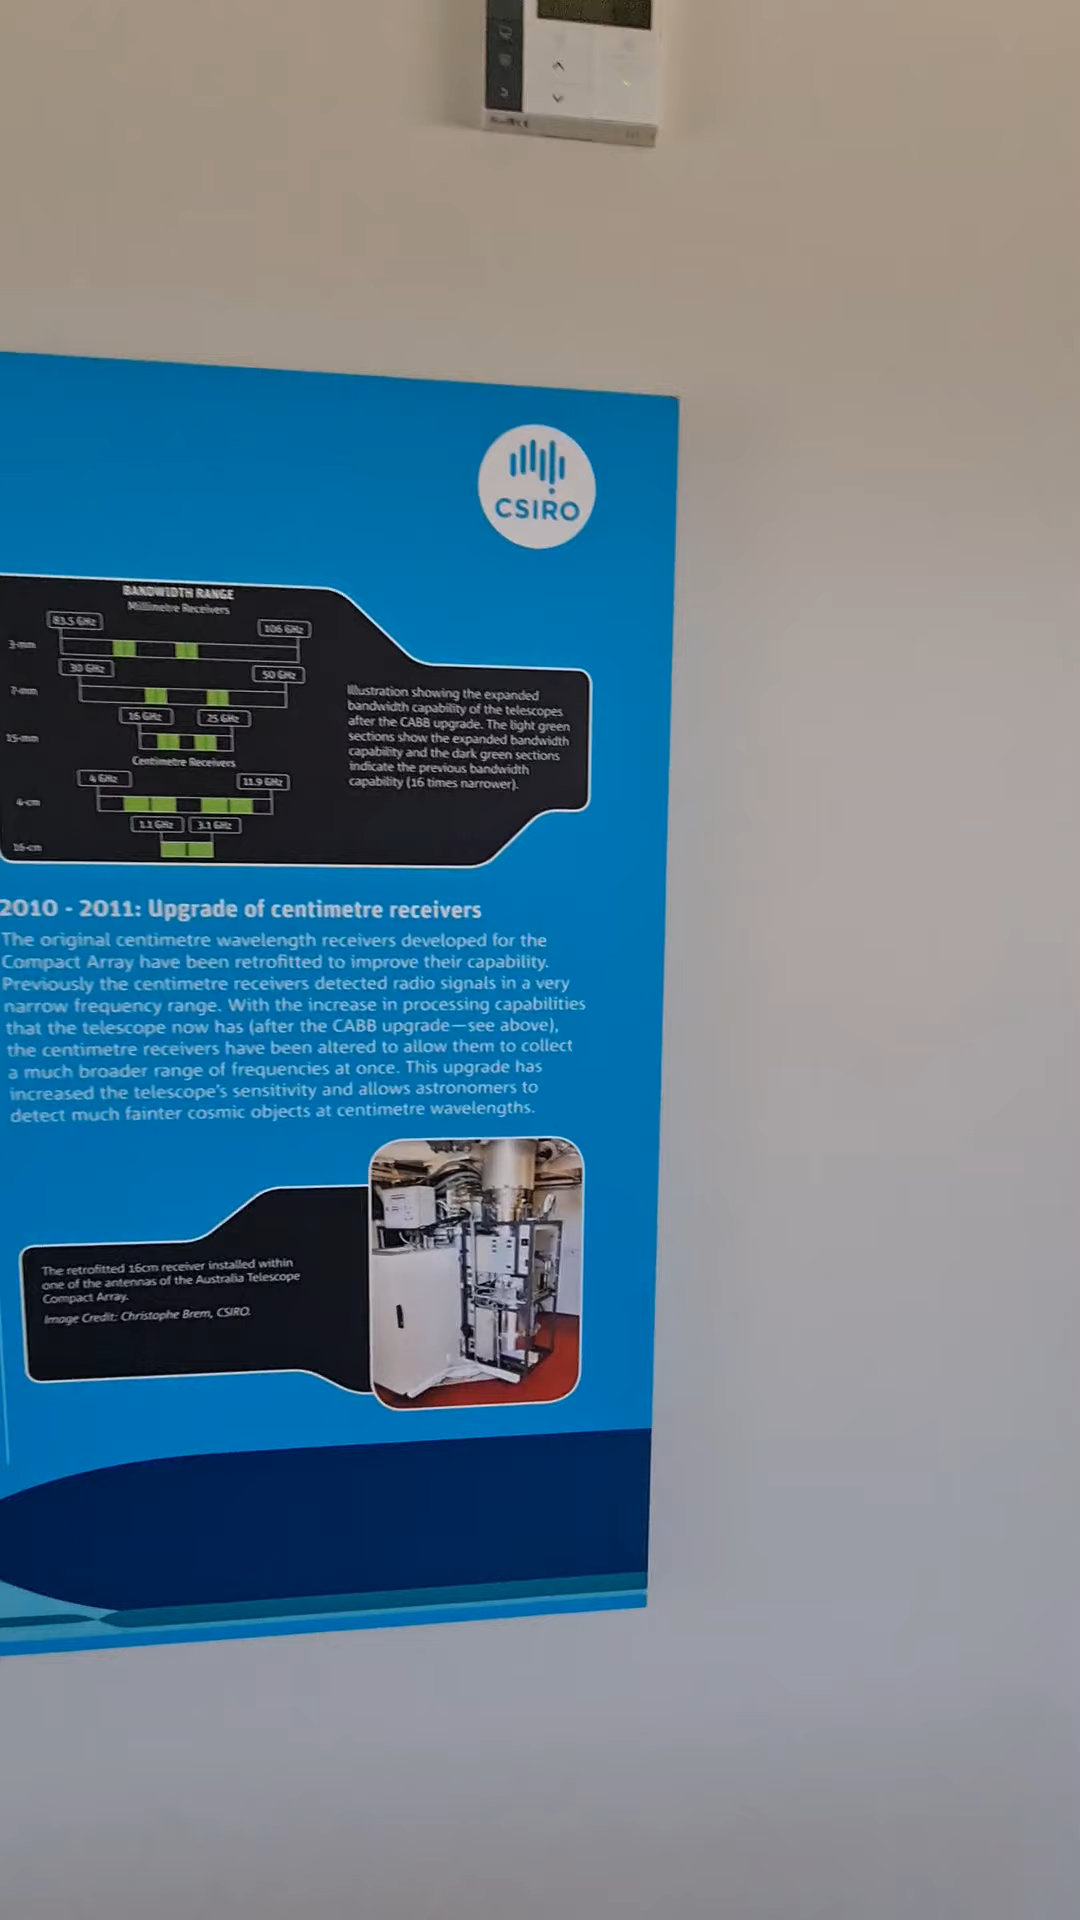 CSIRO
BANDWIDTH RANGE
Millimetre Receivers
83.5 GHz
106 GHz
3-mm
30 GHz
50 GHz
7-mm
16 GHz
25 GHz
15-mm
Centimetre Receivers
4 GHz
11.9 GHz
4-cm
1.1 GHz
3.1 GHz
16-cm
Illustration showing the expanded
bandwidth capability of the telescopes
after the CABB upgrade. The light green
sections show the expanded bandwidth
capability and the dark green sections
indicate the previous bandwidth
capability (16 times narrower).
2010 - 2011: Upgrade of centimetre receivers
The original centimetre wavelength receivers developed for the
Compact Array have been retrofitted to improve their capability.
Previously the centimetre receivers detected radio signals in a very
narrow frequency range. With the increase in processing capabilities
that the telescope now has (after the CABB upgrade—see above),
the centimetre receivers have been altered to allow them to collect
a much broader range of frequencies at once. This upgrade has
increased the telescope's sensitivity and allows astronomers to
detect much fainter cosmic objects at centimetre wavelengths.
The retrofitted 16cm receiver installed within
one of the antennas of the Australia Telescope
Compact Array.
Image Credit: Christophe Brem, CSIRO.